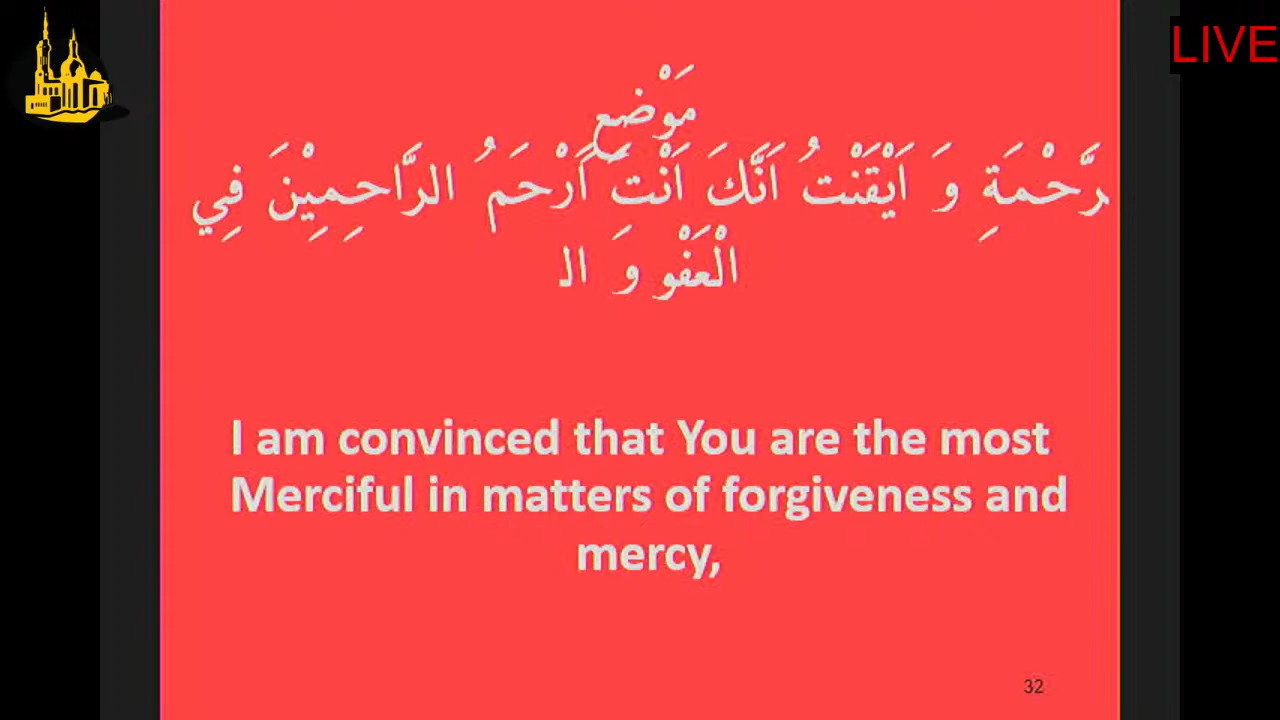 LIVE
مَوْضِعِ
رَّحْمَةِ وَ اَيْقَنْتُ اَنَّكَ اَنْتَ اَرْحَمُ الرَّاحِمِيْنَ فِي
الْعَفْوِ وَ الـ
I am convinced that You are the most
Merciful in matters of forgiveness and
mercy,
32